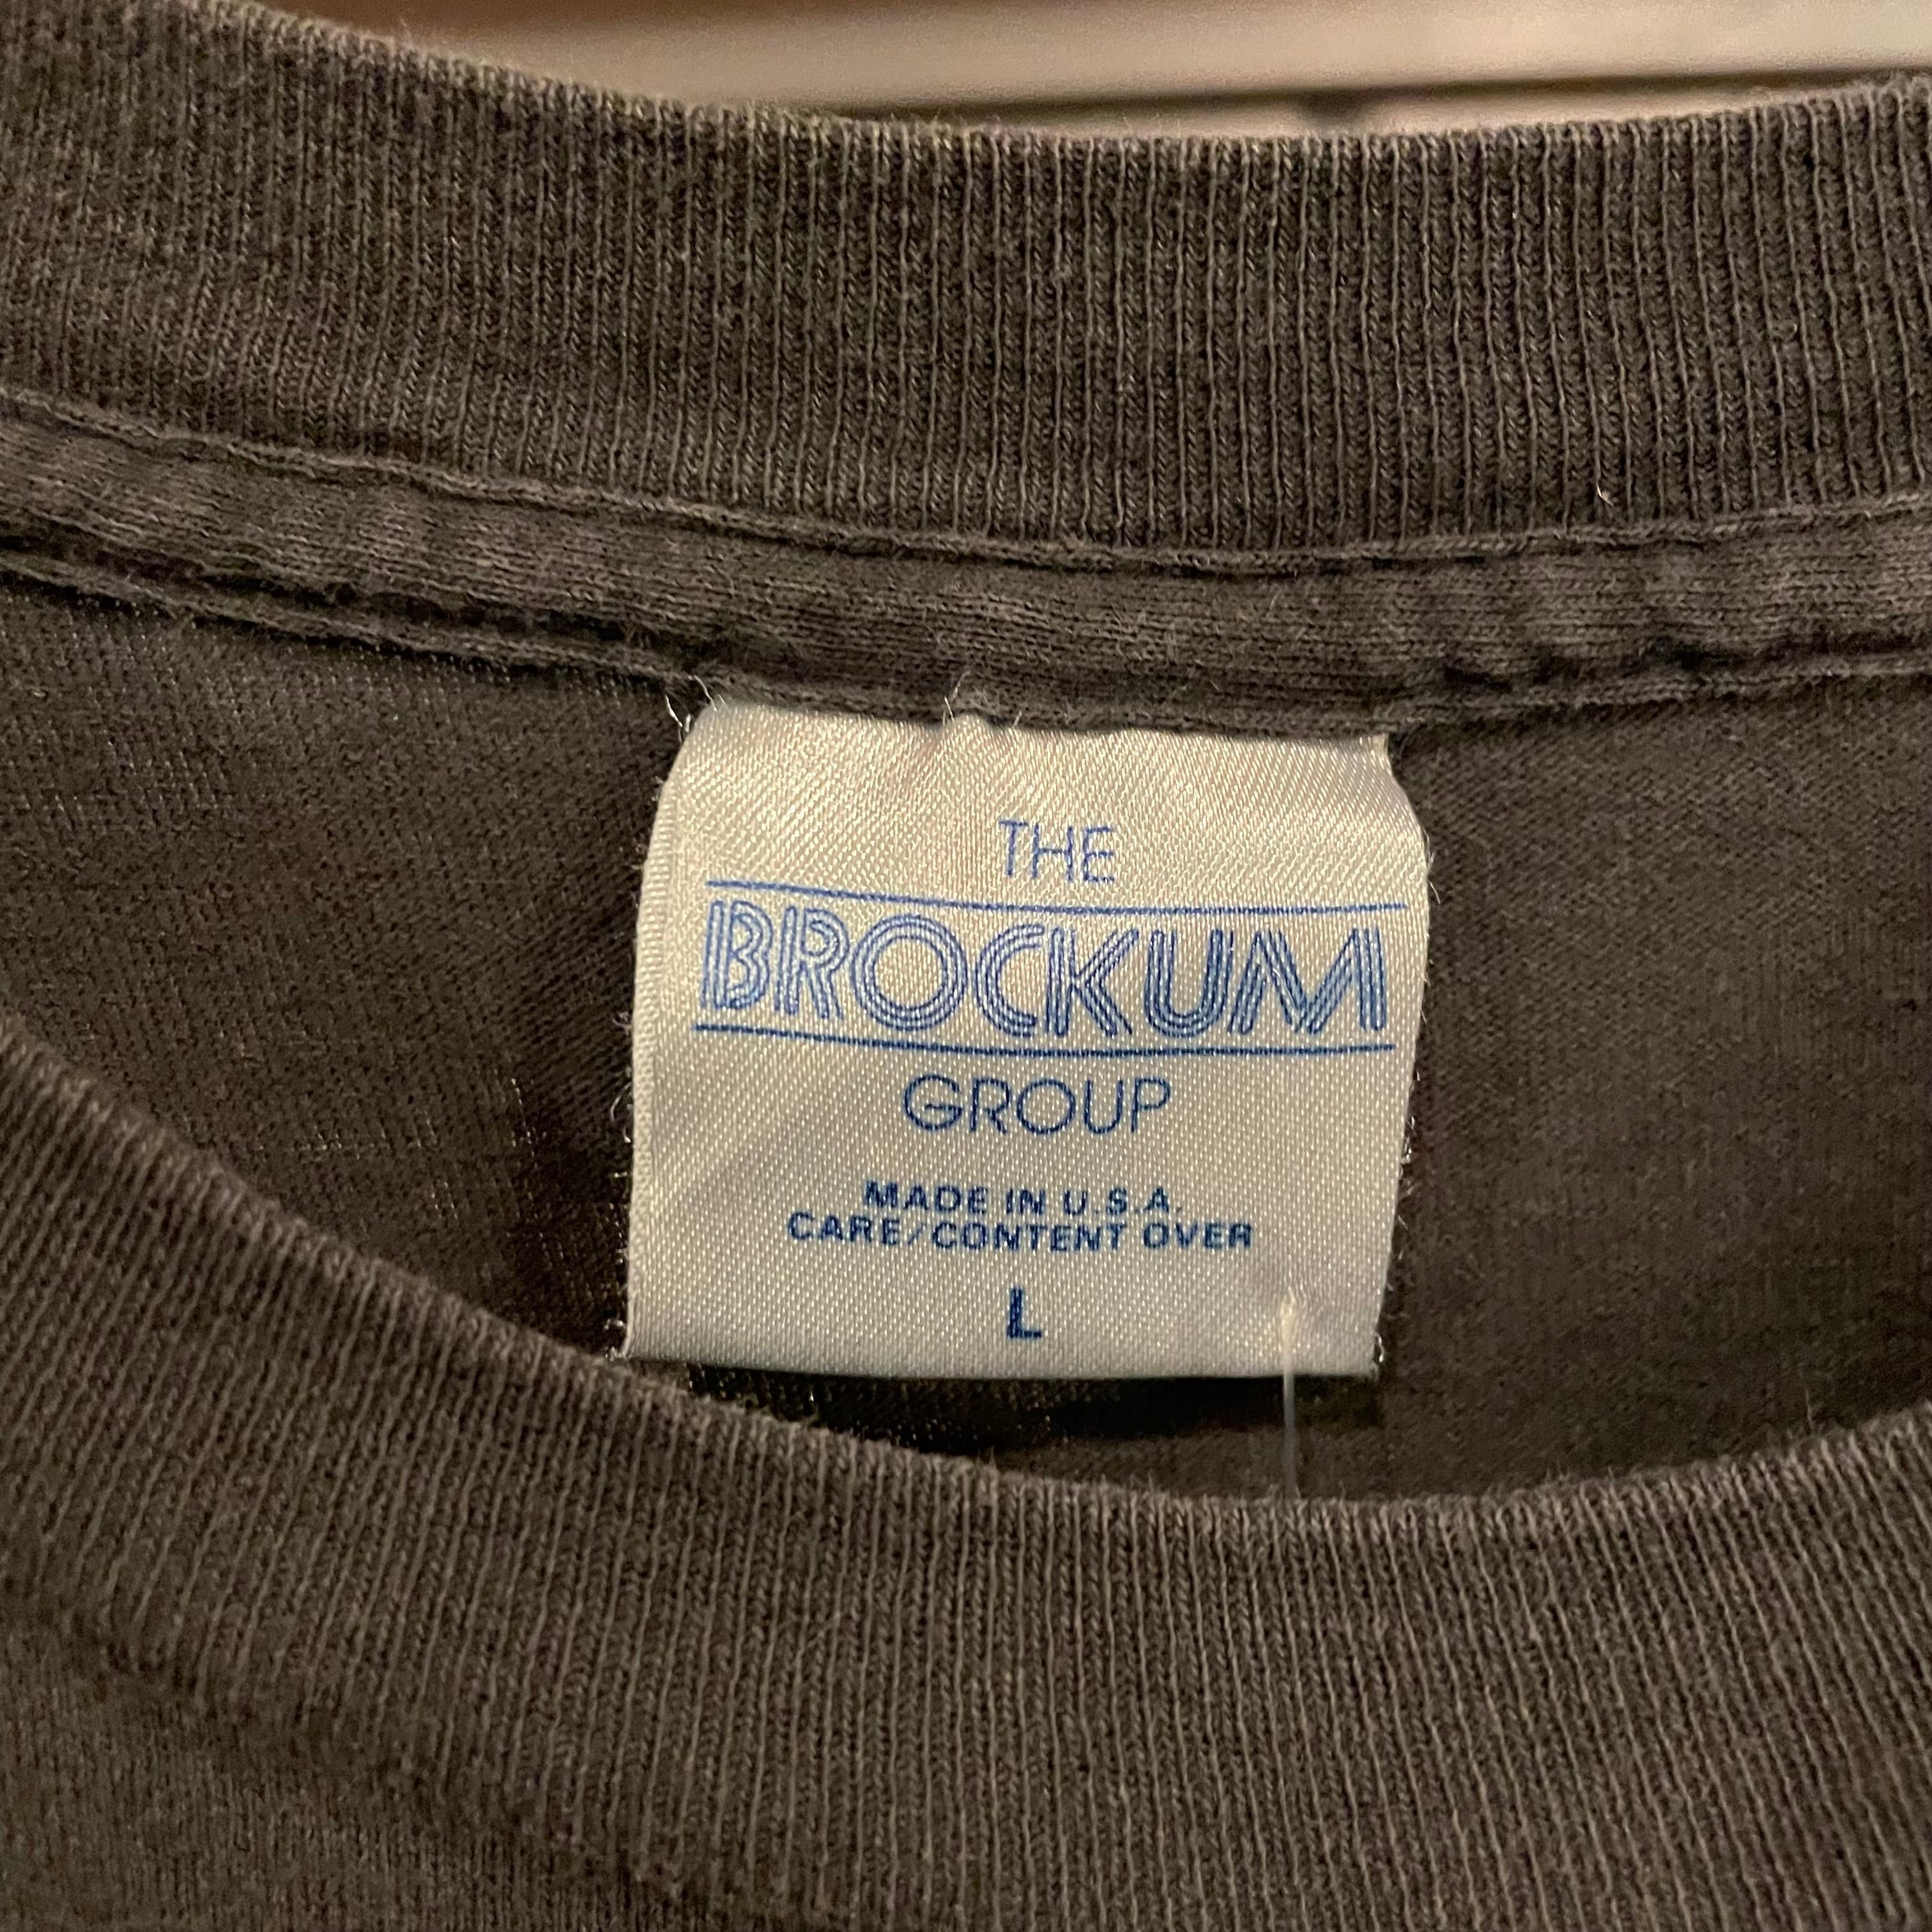 THE
BROCKUM
GROUP
MADE IN U.S.A.
CARE/CONTENT OVER
L